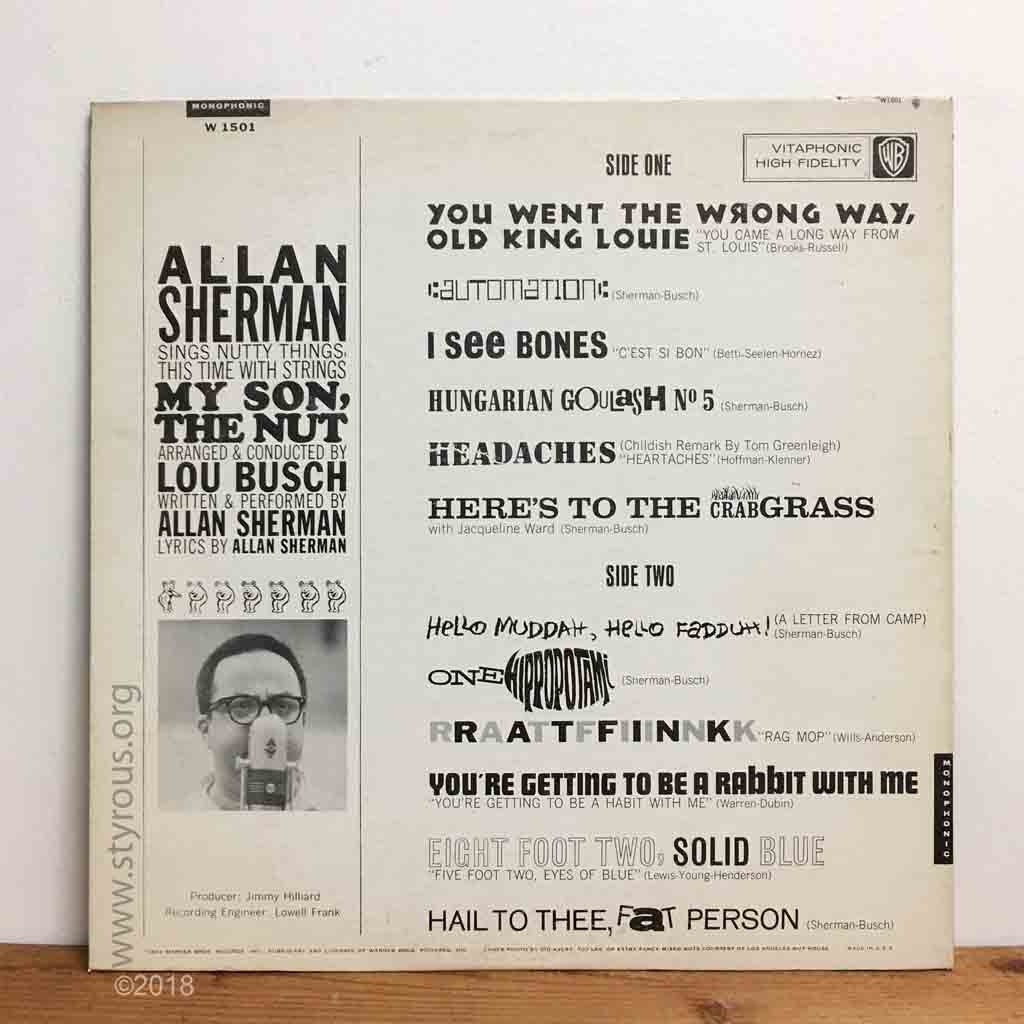 MONOPHONIC
W 1501
W1501
VITAPHONIC
HIGH FIDELITY
WB
ALLAN
SHERMAN
SINGS NUTTY THINGS,
THIS TIME WITH STRINGS
MY SON,
THE NUT
ARRANGED & CONDUCTED BY
LOU BUSCH
WRITTEN & PERFORMED BY
ALLAN SHERMAN
LYRICS BY ALLAN SHERMAN
Producer: Jimmy Hilliard
Recording Engineer: Lowell Frank
SIDE ONE
YOU WENT THE WRONG WAY,
OLD KING LOUIE "YOU CAME A LONG WAY FROM
ST. LOUIS" (Brooks-Russell)
AUTOMATION (Sherman-Busch)
I See BONES "C'EST SI BON" (Betti-Seelen-Hornez)
HUNGARIAN GOULaSH Nº 5 (Sherman-Busch)
HEADACHES (Childish Remark By Tom Greenleigh)
"HEARTACHES" (Hoffman-Klenner)
HERE'S TO THE CRABGRASS
with Jacqueline Ward (Sherman-Busch)
SIDE TWO
HeLLO MUDDAH, HeLLO FADDUH! (A LETTER FROM CAMP)
(Sherman-Busch)
ONE HIPPOPOTAMI (Sherman-Busch)
RRAATTFFIIINNKK "RAG MOP" (Wills-Anderson)
YOU'RE GETTING TO BE A RABBIT WITH ME
"YOU'RE GETTING TO BE A HABIT WITH ME" (Warren-Dubin)
EIGHT FOOT TWO, SOLID BLUE
"FIVE FOOT TWO, EYES OF BLUE" (Lewis-Young-Henderson)
HAIL TO THEE, FaT PERSON (Sherman-Busch)
MONOPHONIC
MADE IN U.S.A.
www.styrous.org
©2018